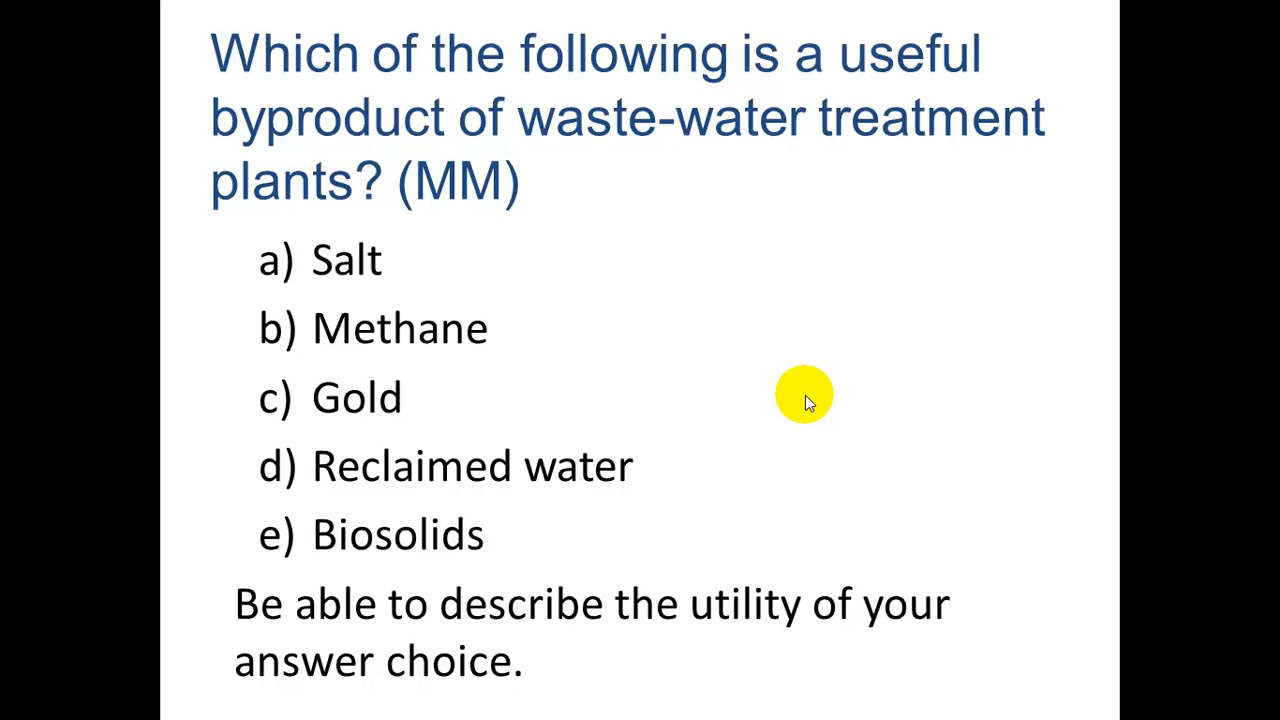 Which of the following is a useful
byproduct of waste-water treatment
plants? (MM)
a) Salt
b) Methane
c) Gold
d) Reclaimed water
e) Biosolids
Be able to describe the utility of your
answer choice.